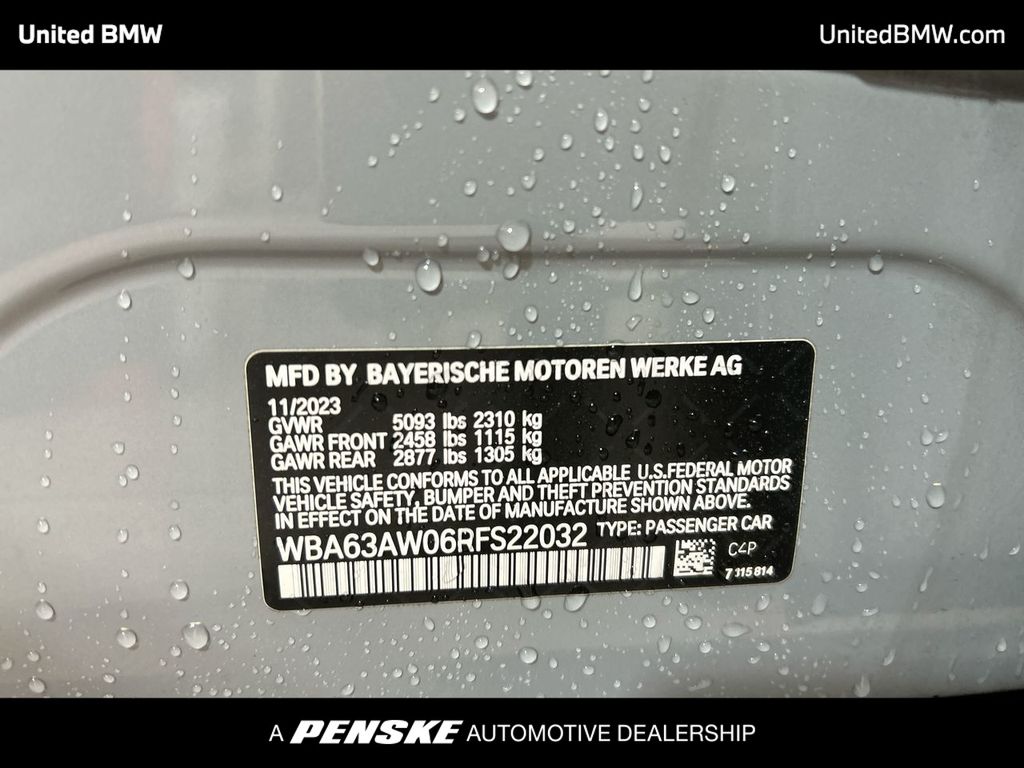 United BMW
UnitedBMW.com
MFD BY BAYERISCHE MOTOREN WERKE AG
11/2023
GVWR 5093 lbs 2310 kg
GAWR FRONT 2458 lbs 1115 kg
GAWR REAR 2877 lbs 1305 kg
THIS VEHICLE CONFORMS TO ALL APPLICABLE U.S.FEDERAL MOTOR
VEHICLE SAFETY, BUMPER AND THEFT PREVENTION STANDARDS
IN EFFECT ON THE DATE OF MANUFACTURE SHOWN ABOVE.
WBA63AW06RFS22032 TYPE: PASSENGER CAR
C4P
7115814
A PENSKE AUTOMOTIVE DEALERSHIP